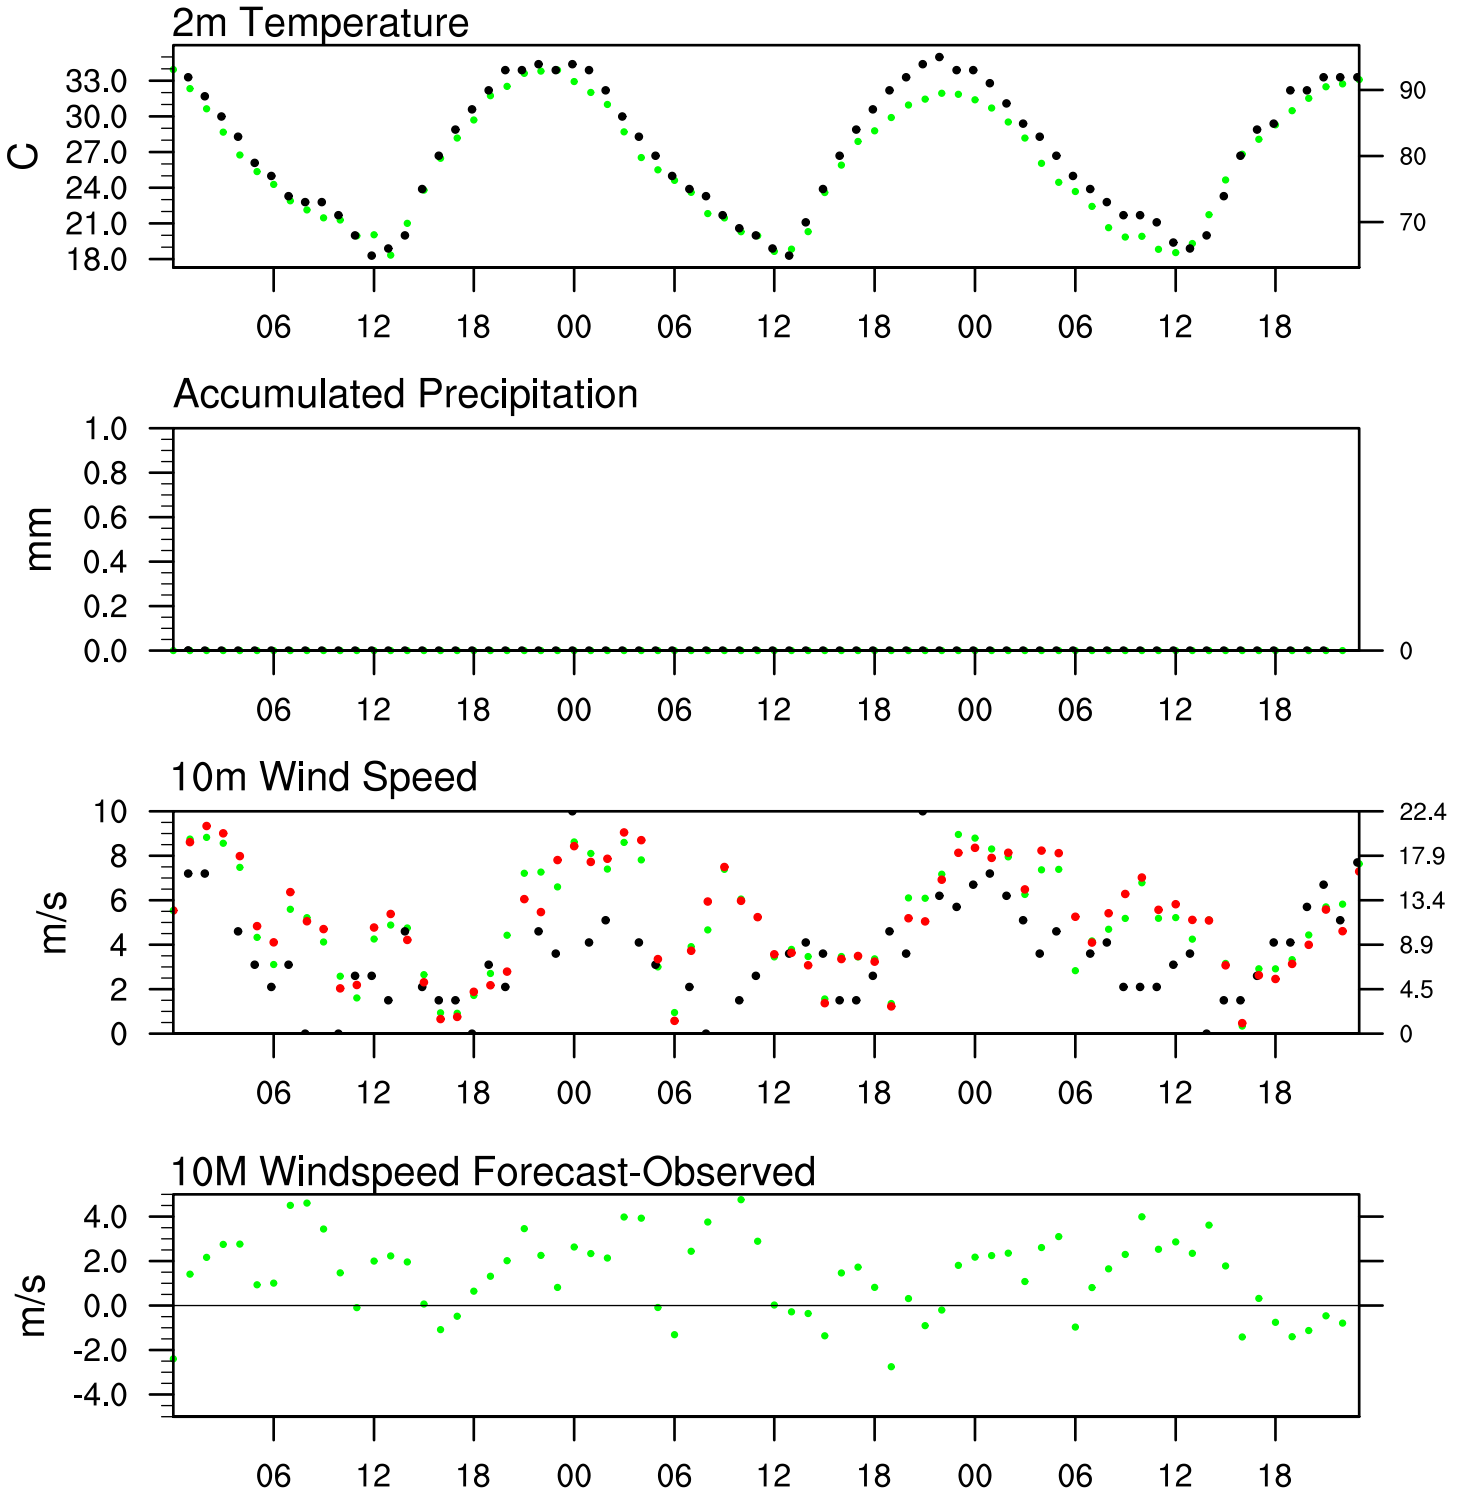 2m Temperature
C
33.0
30.0
27.0
24.0
21.0
18.0
90
80
70
06 12 18 00 06 12 18 00 06 12 18
Accumulated Precipitation
mm
1.0
0.8
0.6
0.4
0.2
0.0
0
06 12 18 00 06 12 18 00 06 12 18
10m Wind Speed
m/s
10
8
6
4
2
0
22.4
17.9
13.4
8.9
4.5
0
06 12 18 00 06 12 18 00 06 12 18
10M Windspeed Forecast-Observed
m/s
4.0
2.0
0.0
-2.0
-4.0
06 12 18 00 06 12 18 00 06 12 18